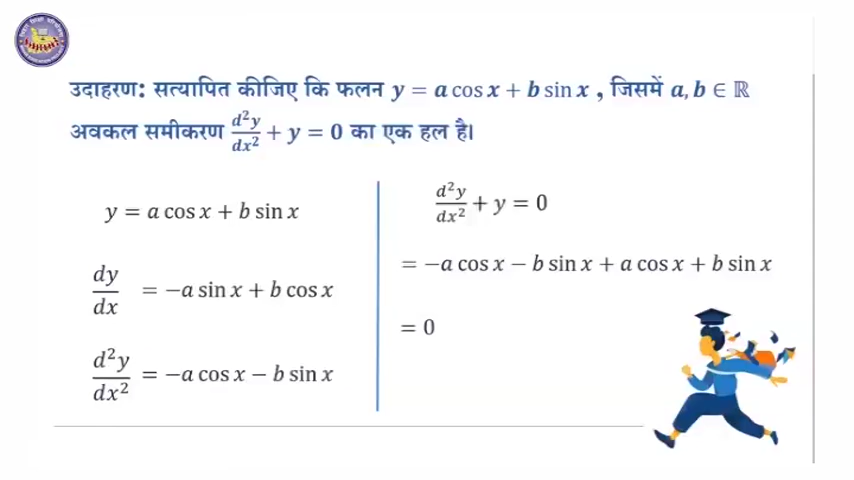 उदाहरण: सत्यापित कीजिए कि फलन y = a cos x + b sin x , जिसमें a, b ∈ ℝ
अवकल समीकरण d²y/dx² + y = 0 का एक हल है।
y = a cos x + b sin x
dy/dx = −a sin x + b cos x
d²y/dx² = −a cos x − b sin x
d²y/dx² + y = 0
= −a cos x − b sin x + a cos x + b sin x
= 0